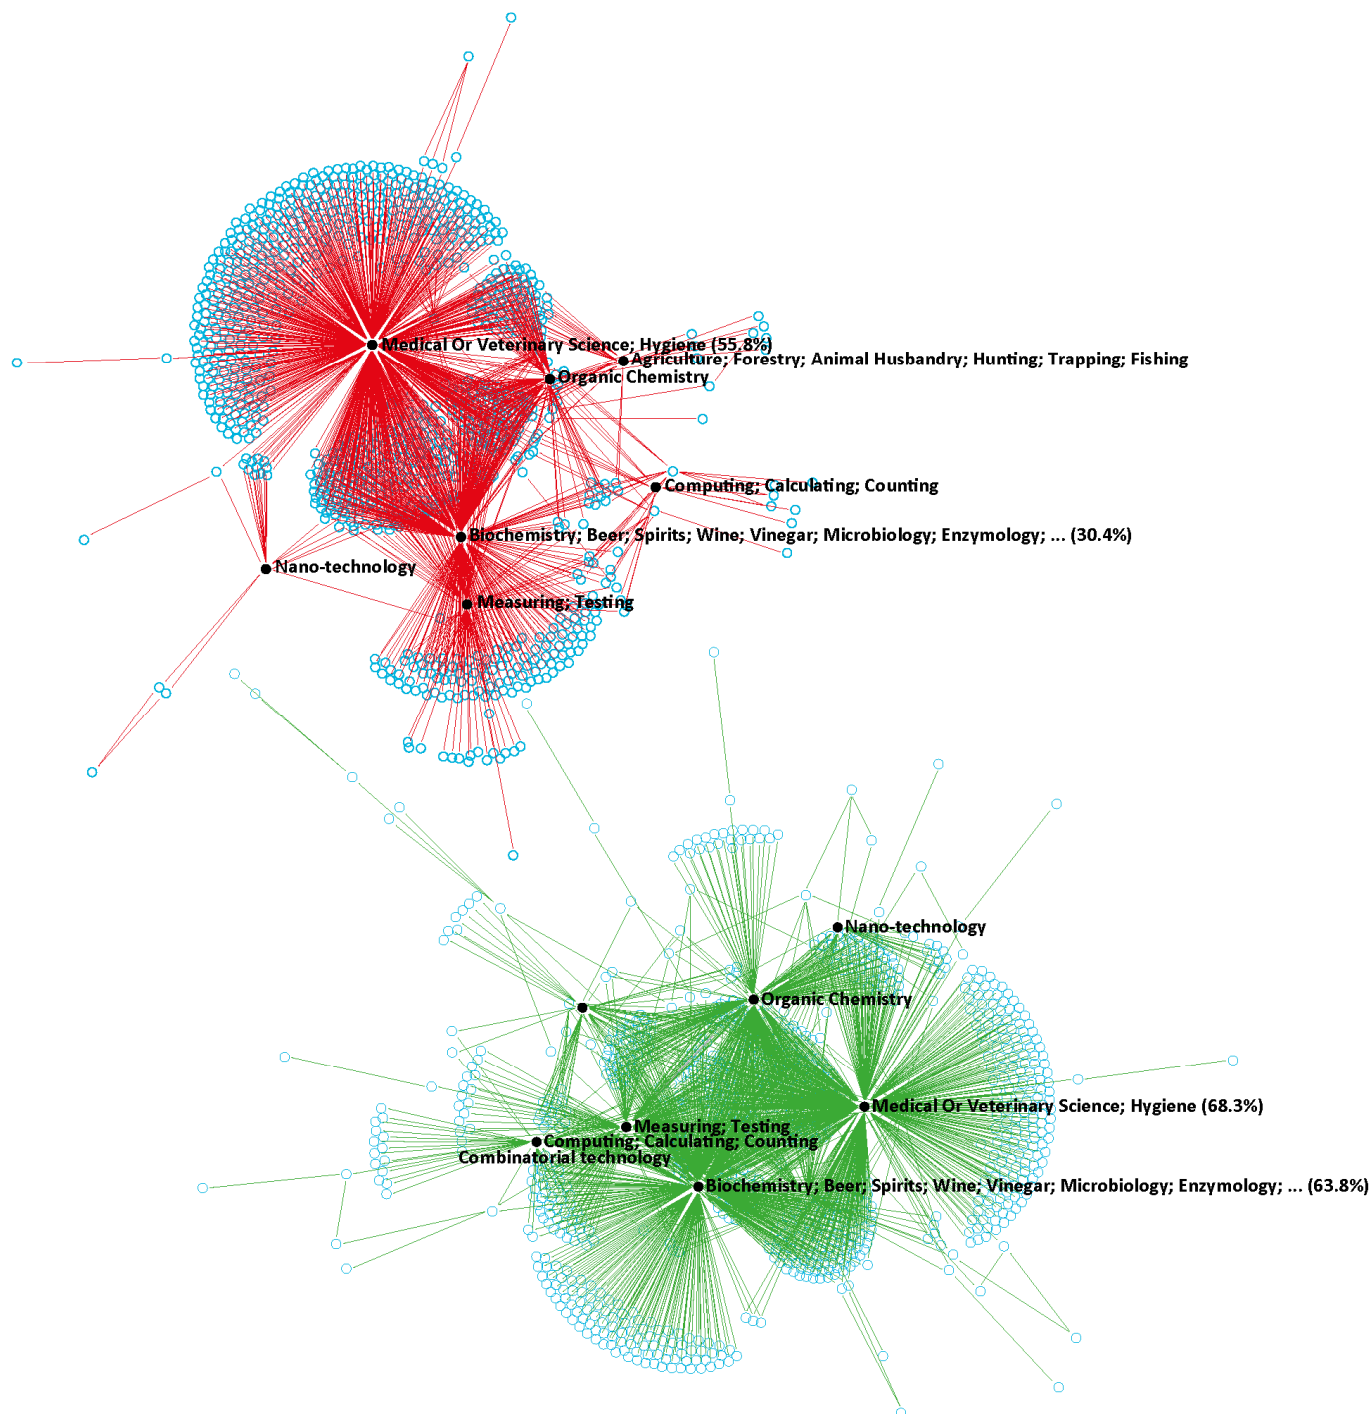 Medical Or Veterinary Science; Hygiene (55.8%)
Agriculture; Forestry; Animal Husbandry; Hunting; Trapping; Fishing
Organic Chemistry
Computing; Calculating; Counting
Biochemistry; Beer; Spirits; Wine; Vinegar; Microbiology; Enzymology; ... (30.4%)
Nano-technology
Measuring; Testing
Nano-technology
Organic Chemistry
Medical Or Veterinary Science; Hygiene (68.3%)
Measuring; Testing
Computing; Calculating; Counting
Combinatorial technology
Biochemistry; Beer; Spirits; Wine; Vinegar; Microbiology; Enzymology; ... (63.8%)